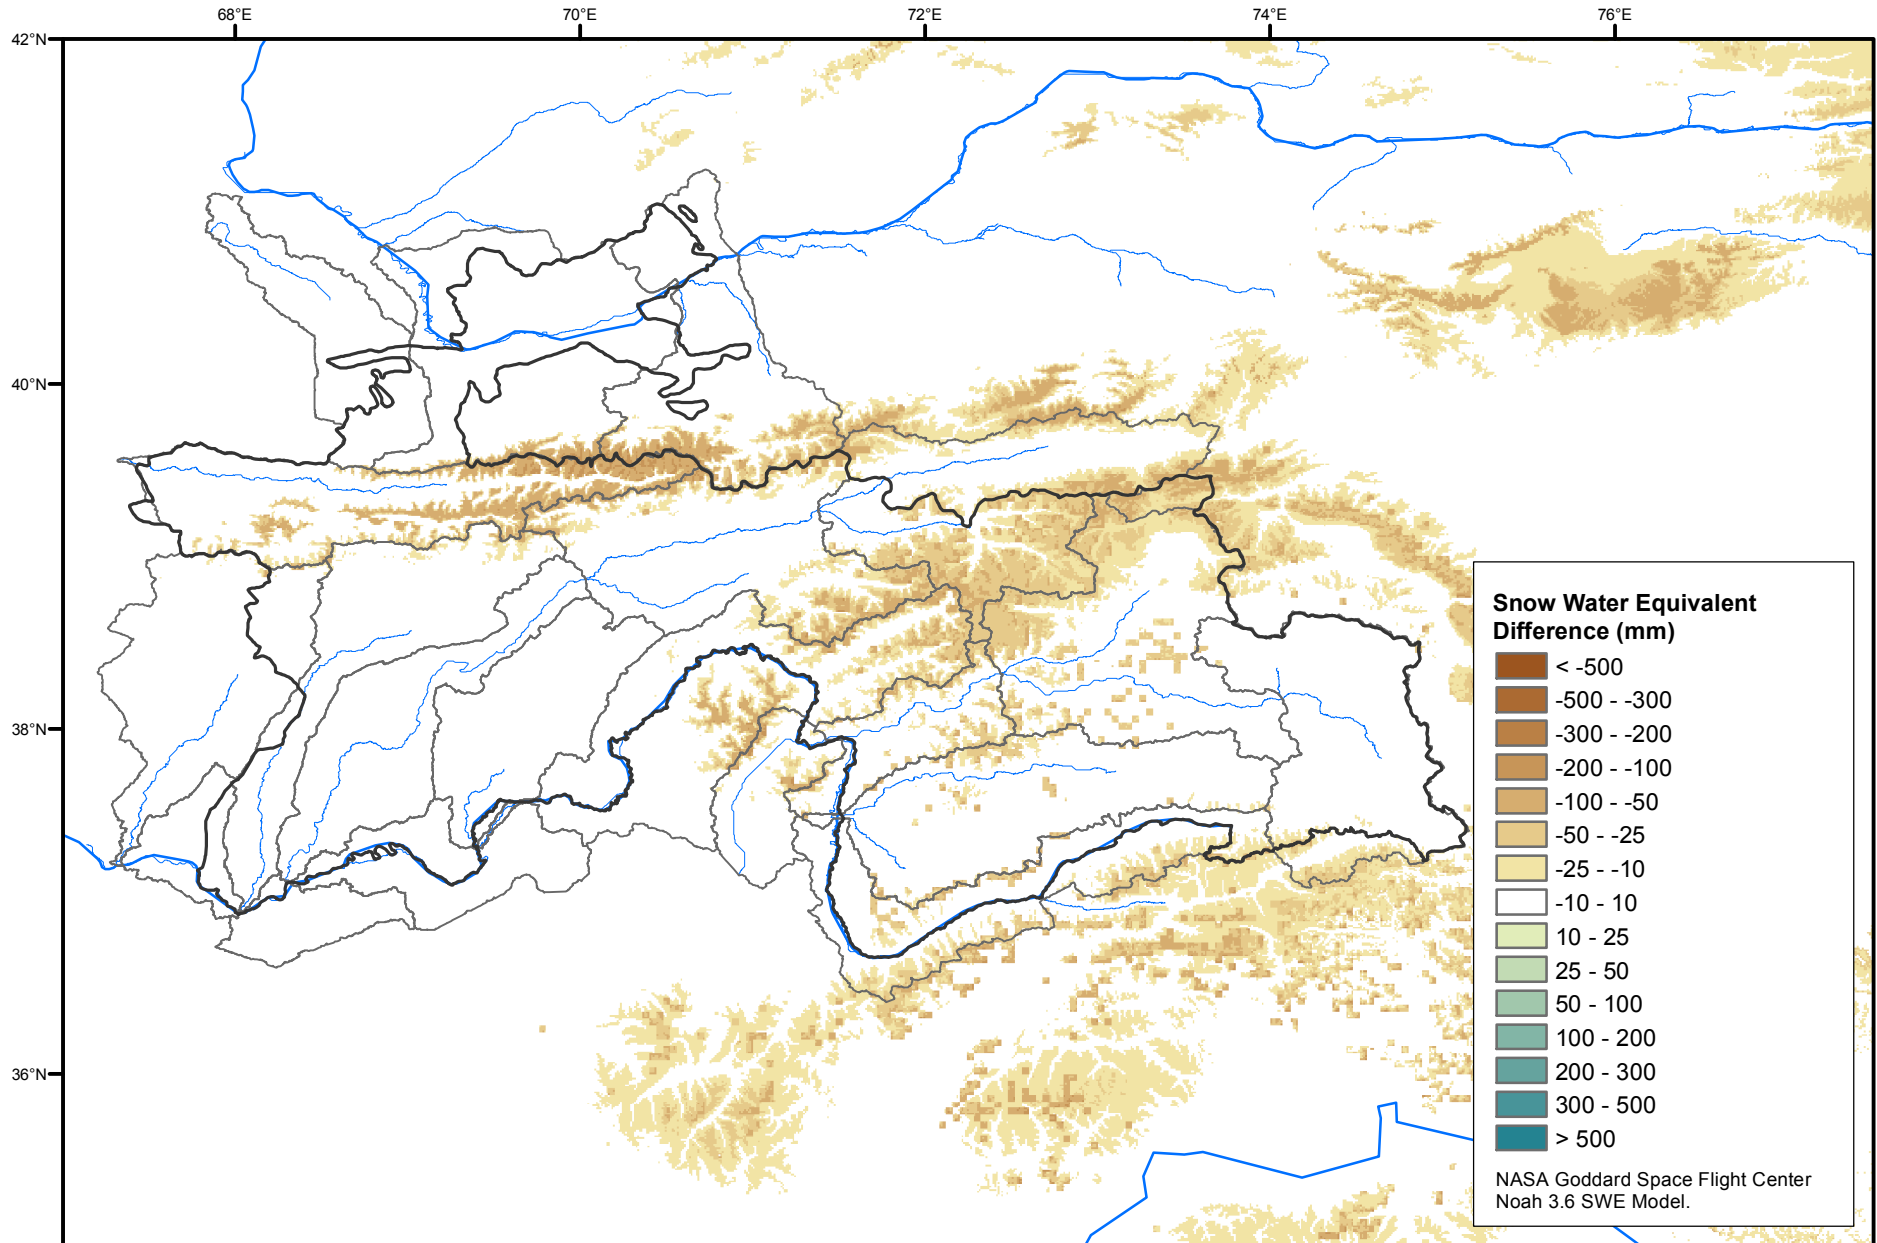 68°E
70°E
72°E
74°E
76°E
42°N
40°N
38°N
36°N
Snow Water Equivalent
Difference (mm)
< -500
-500 - -300
-300 - -200
-200 - -100
-100 - -50
-50 - -25
-25 - -10
-10 - 10
10 - 25
25 - 50
50 - 100
100 - 200
200 - 300
300 - 500
> 500
NASA Goddard Space Flight Center
Noah 3.6 SWE Model.